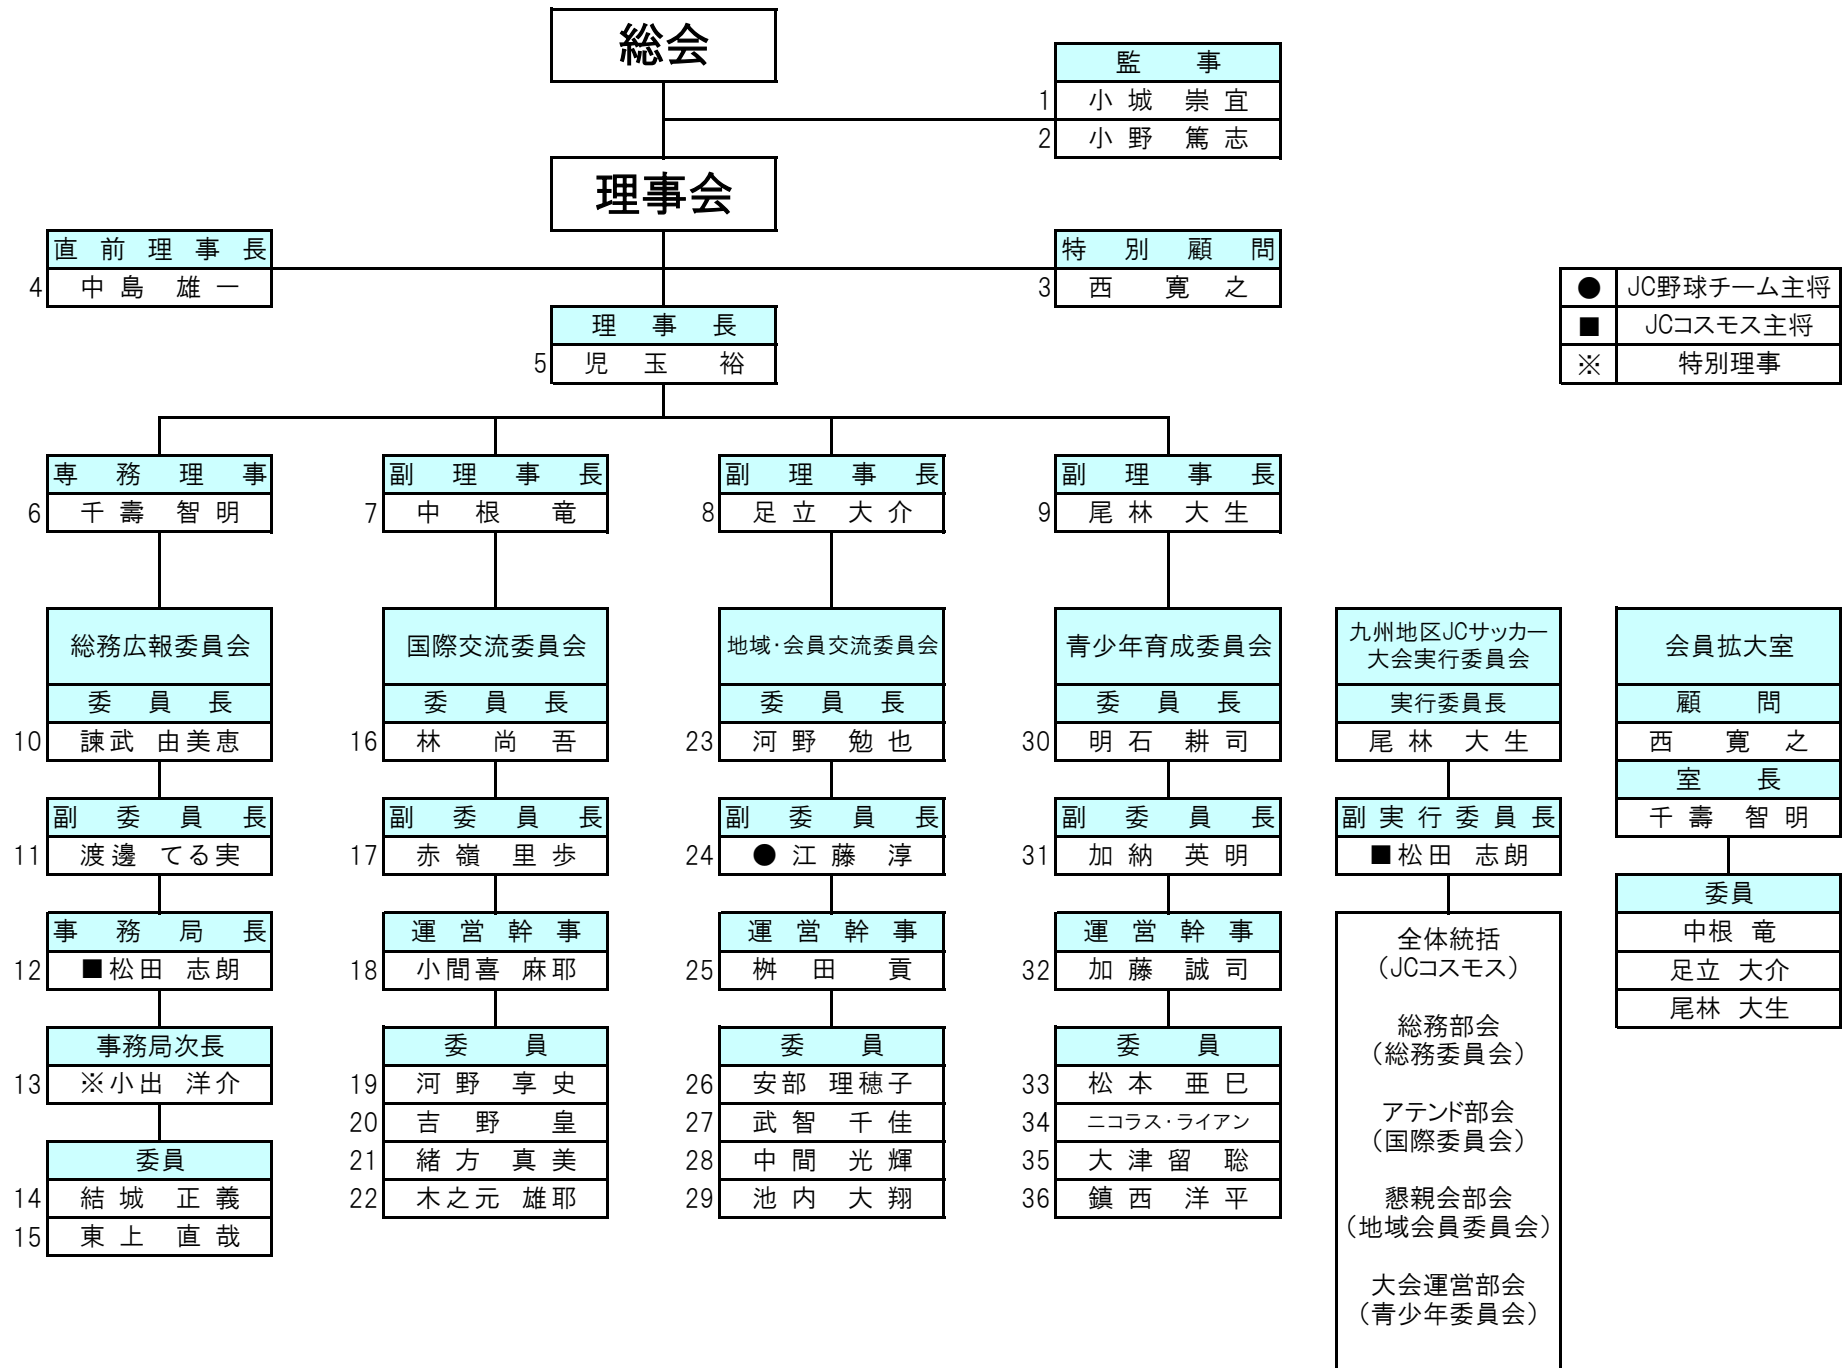 総会
監事
1 小城 崇宜
2 小野 篤志
理事会
直前理事長
4 中島 雄一
特別顧問
3 西 寛之
● JC野球チーム主将
■ JCコスモス主将
※ 特別理事
理事長
5 児玉 裕
専務理事
6 千壽 智明
副理事長
7 中根 竜
副理事長
8 足立 大介
副理事長
9 尾林 大生
総務広報委員会
委員長
10 諫武 由美恵
副委員長
11 渡邊 てる実
事務局長
12 ■松田 志朗
事務局次長
13 ※小出 洋介
委員
14 結城 正義
15 東上 直哉
国際交流委員会
委員長
16 林 尚吾
副委員長
17 赤嶺 里歩
運営幹事
18 小間喜 麻耶
委員
19 河野 享史
20 吉野 皇
21 緒方 真美
22 木之元 雄耶
地域・会員交流委員会
委員長
23 河野 勉也
副委員長
24 ● 江藤 淳
運営幹事
25 桝田 貢
委員
26 安部 理穂子
27 武智 千佳
28 中間 光輝
29 池内 大翔
青少年育成委員会
委員長
30 明石 耕司
副委員長
31 加納 英明
運営幹事
32 加藤 誠司
委員
33 松本 亜巳
34 ニコラス・ライアン
35 大津留 聡
36 鎮西 洋平
九州地区JCサッカー
大会実行委員会
実行委員長
尾林 大生
副実行委員長
■松田 志朗
全体統括
(JCコスモス)
総務部会
(総務委員会)
アテンド部会
(国際委員会)
懇親会部会
(地域会員委員会)
大会運営部会
(青少年委員会)
会員拡大室
顧問
西 寛之
室長
千壽 智明
委員
中根 竜
足立 大介
尾林 大生